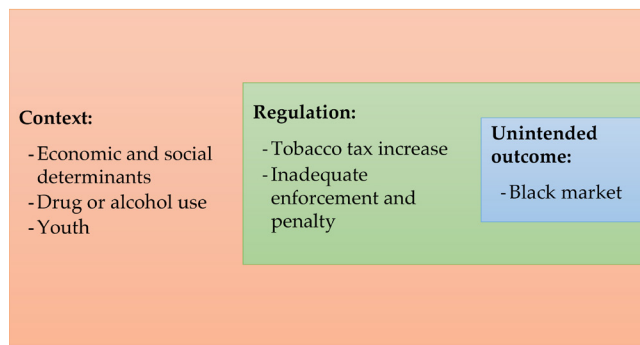 Context:
- Economic and social
determinants
- Drug or alcohol use
- Youth
Regulation:
- Tobacco tax increase
- Inadequate
enforcement and
penalty
Unintended
outcome:
- Black market